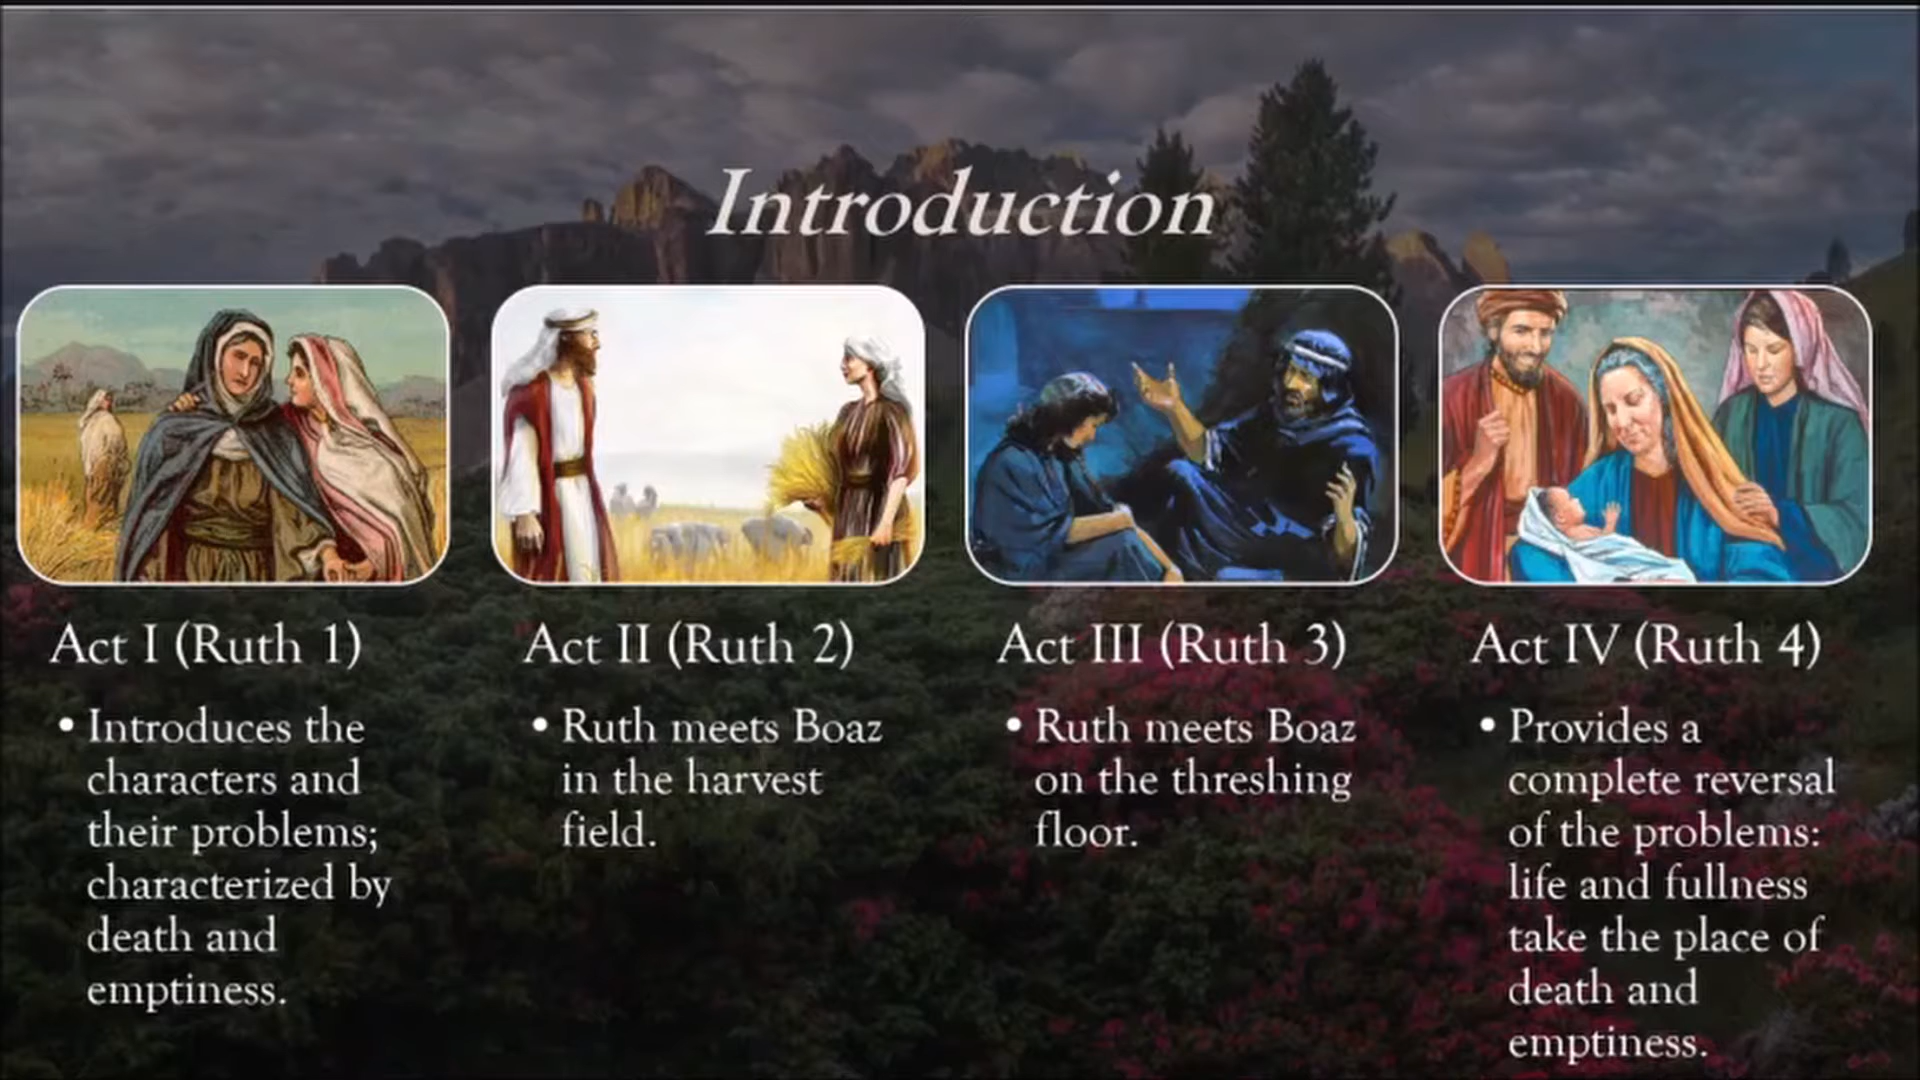 Introduction
Act I (Ruth 1)
• Introduces the
characters and
their problems;
characterized by
death and
emptiness.
Act II (Ruth 2)
• Ruth meets Boaz
in the harvest
field.
Act III (Ruth 3)
• Ruth meets Boaz
on the threshing
floor.
Act IV (Ruth 4)
• Provides a
complete reversal
of the problems:
life and fullness
take the place of
death and
emptiness.